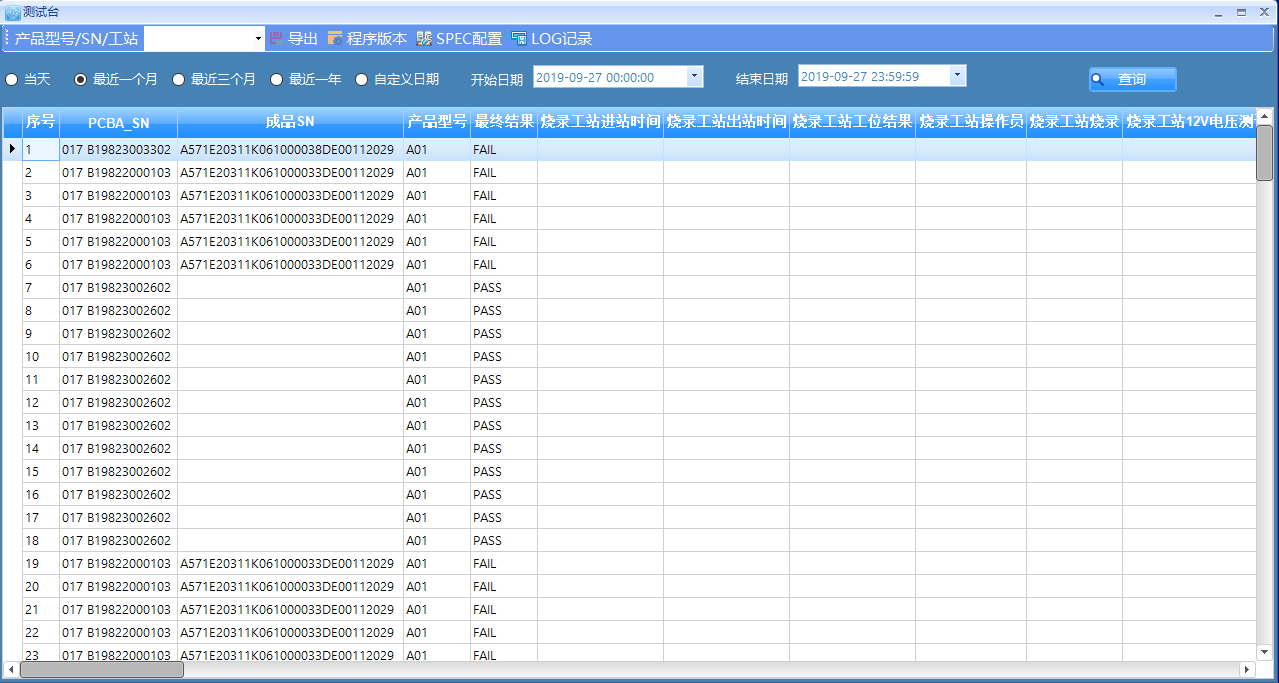 测试台
产品型号/SN/工站 导出 程序版本 SPEC配置 LOG记录
当天 最近一个月 最近三个月 最近一年 自定义日期 开始日期 2019-09-27 00:00:00 结束日期 2019-09-27 23:59:59 查询
序号 PCBA_SN 成品SN 产品型号 最终结果 烧录工站进站时间 烧录工站出站时间 烧录工站工位结果 烧录工站操作员 烧录工站烧录 烧录工站12V电压测
1 017 B19823003302 A571E20311K061000038DE00112029 A01 FAIL
2 017 B19822000103 A571E20311K061000033DE00112029 A01 FAIL
3 017 B19822000103 A571E20311K061000033DE00112029 A01 FAIL
4 017 B19822000103 A571E20311K061000033DE00112029 A01 FAIL
5 017 B19822000103 A571E20311K061000033DE00112029 A01 FAIL
6 017 B19822000103 A571E20311K061000033DE00112029 A01 FAIL
7 017 B19823002602 A01 PASS
8 017 B19823002602 A01 PASS
9 017 B19823002602 A01 PASS
10 017 B19823002602 A01 PASS
11 017 B19823002602 A01 PASS
12 017 B19823002602 A01 PASS
13 017 B19823002602 A01 PASS
14 017 B19823002602 A01 PASS
15 017 B19823002602 A01 PASS
16 017 B19823002602 A01 PASS
17 017 B19823002602 A01 PASS
18 017 B19823002602 A01 PASS
19 017 B19822000103 A571E20311K061000033DE00112029 A01 FAIL
20 017 B19822000103 A571E20311K061000033DE00112029 A01 FAIL
21 017 B19822000103 A571E20311K061000033DE00112029 A01 FAIL
22 017 B19822000103 A571E20311K061000033DE00112029 A01 FAIL
23 017 B19822000103 A571E20311K061000033DE00112029 A01 FAIL